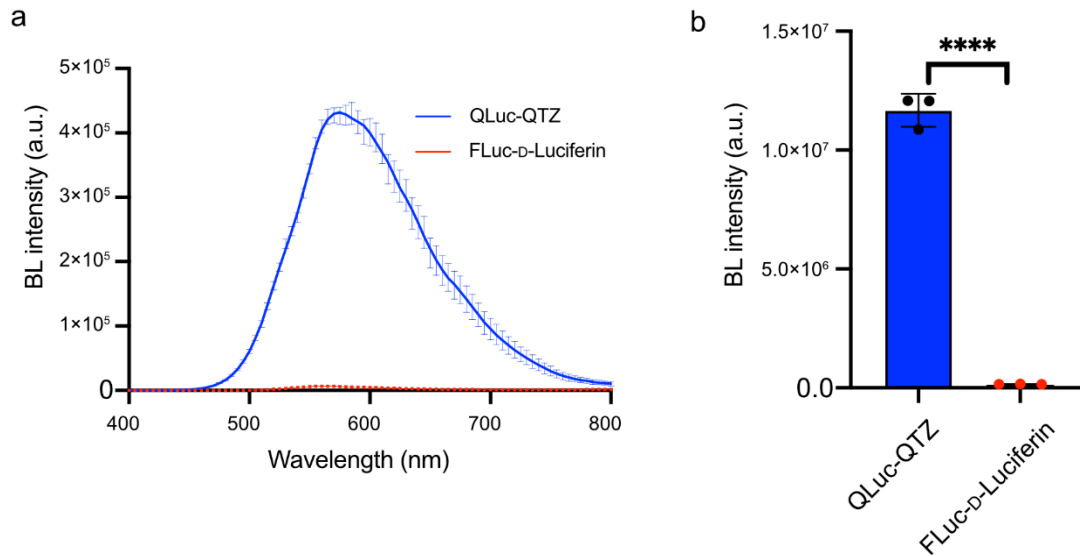 a
BL intensity (a.u.)
5×10⁵
4×10⁵
3×10⁵
2×10⁵
1×10⁵
0
400 500 600 700 800
Wavelength (nm)
QLuc-QTZ
FLuc-D-Luciferin
b
****
BL intensity (a.u.)
1.5×10⁷
1.0×10⁷
5.0×10⁶
0.0
QLuc-QTZ
FLuc-D-Luciferin